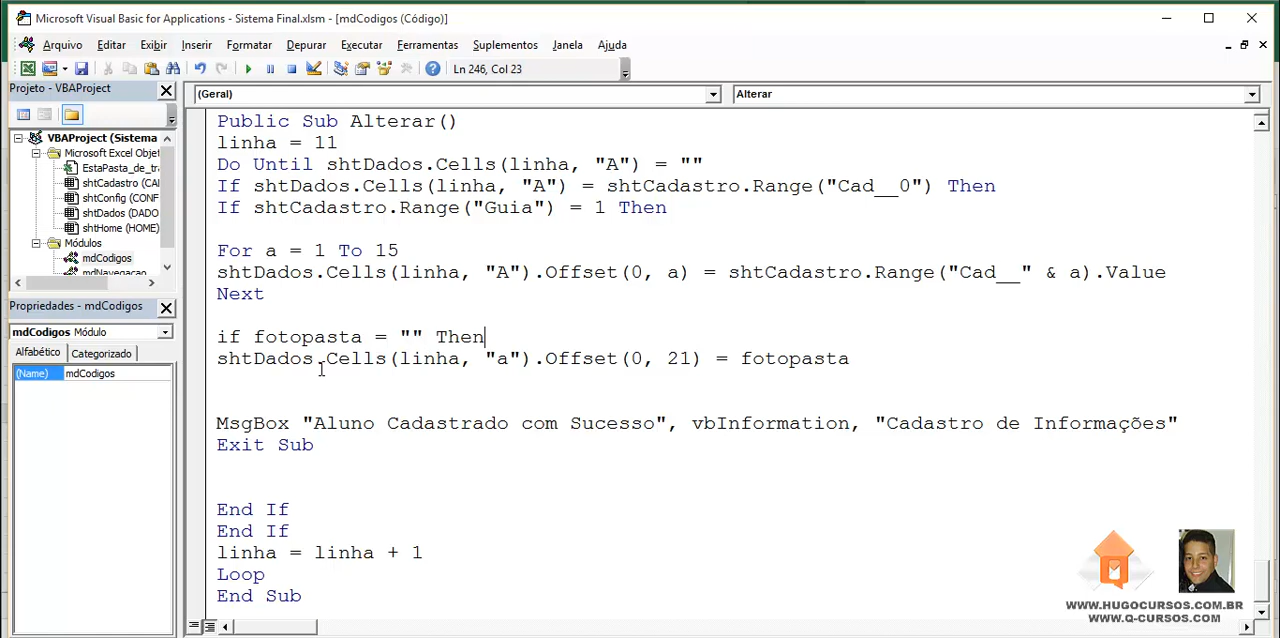 Microsoft Visual Basic for Applications - Sistema Final.xlsm - [mdCodigos (Código)]
Arquivo Editar Exibir Inserir Formatar Depurar Executar Ferramentas Suplementos Janela Ajuda
Ln 246, Col 23
Projeto - VBAProject
VBAProject (Sistema
Microsoft Excel Objet
EstaPasta_de_tra
shtCadastro (CAI
shtConfig (CONF
shtDados (DADO
shtHome (HOME)
Módulos
mdCodigos
mdNavegacao
Propriedades - mdCodigos
mdCodigos Módulo
Alfabético Categorizado
(Name) mdCodigos
(Geral) Alterar
Public Sub Alterar()
linha = 11
Do Until shtDados.Cells(linha, "A") = ""
If shtDados.Cells(linha, "A") = shtCadastro.Range("Cad__0") Then
If shtCadastro.Range("Guia") = 1 Then
For a = 1 To 15
shtDados.Cells(linha, "A").Offset(0, a) = shtCadastro.Range("Cad__" & a).Value
Next
if fotopasta = "" Then
shtDados.Cells(linha, "a").Offset(0, 21) = fotopasta
MsgBox "Aluno Cadastrado com Sucesso", vbInformation, "Cadastro de Informações"
Exit Sub
End If
End If
linha = linha + 1
Loop
End Sub
WWW.HUGOCURSOS.COM.BR
WWW.Q-CURSOS.COM